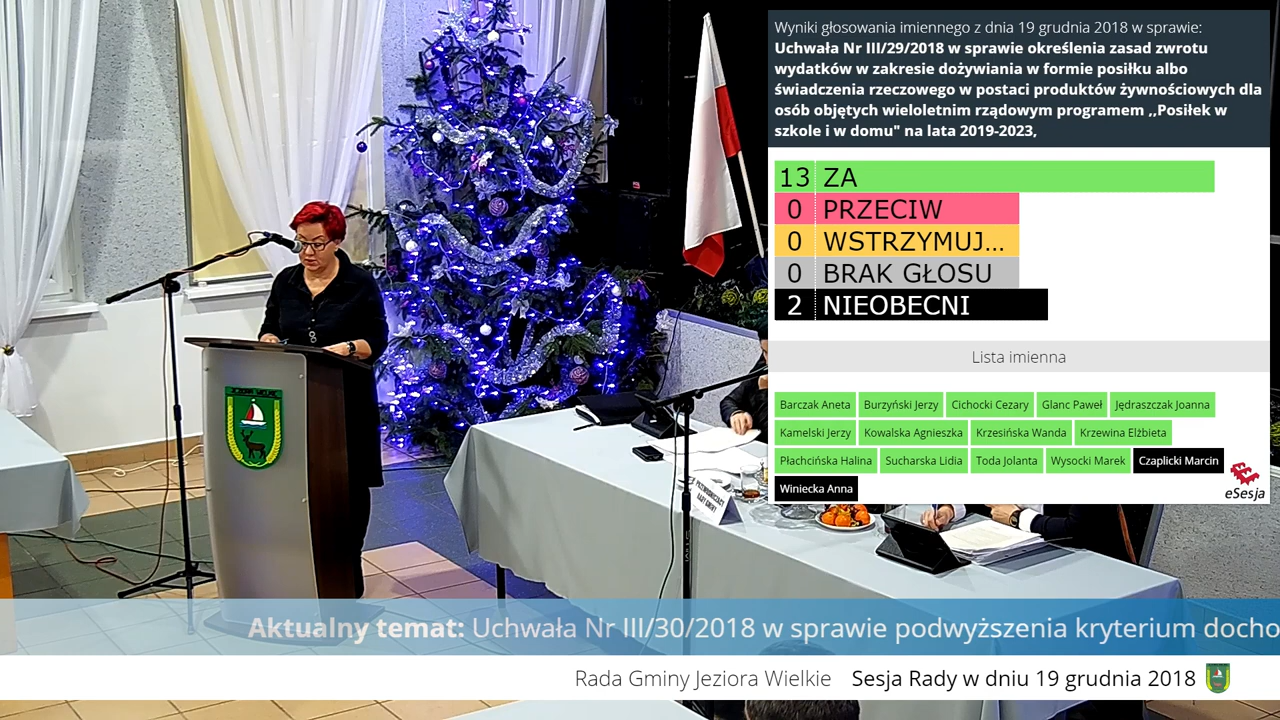 Wyniki głosowania imiennego z dnia 19 grudnia 2018 w sprawie:
Uchwała Nr III/29/2018 w sprawie określenia zasad zwrotu
wydatków w zakresie dożywiania w formie posiłku albo
świadczenia rzeczowego w postaci produktów żywnościowych dla
osób objętych wieloletnim rządowym programem ,,Posiłek w
szkole i w domu" na lata 2019-2023,
13 ZA
0 PRZECIW
0 WSTRZYMUJ...
0 BRAK GŁOSU
2 NIEOBECNI
Lista imienna
Barczak Aneta Burzyński Jerzy Cichocki Cezary Glanc Paweł Jędraszczak Joanna
Kamelski Jerzy Kowalska Agnieszka Krzesińska Wanda Krzewina Elżbieta
Płachcińska Halina Sucharska Lidia Toda Jolanta Wysocki Marek Czaplicki Marcin
Winiecka Anna
eSesja
PRZEWODNICZĄCY
RADY GMINY
Aktualny temat: Uchwała Nr III/30/2018 w sprawie podwyższenia kryterium docho
Rada Gminy Jeziora Wielkie Sesja Rady w dniu 19 grudnia 2018